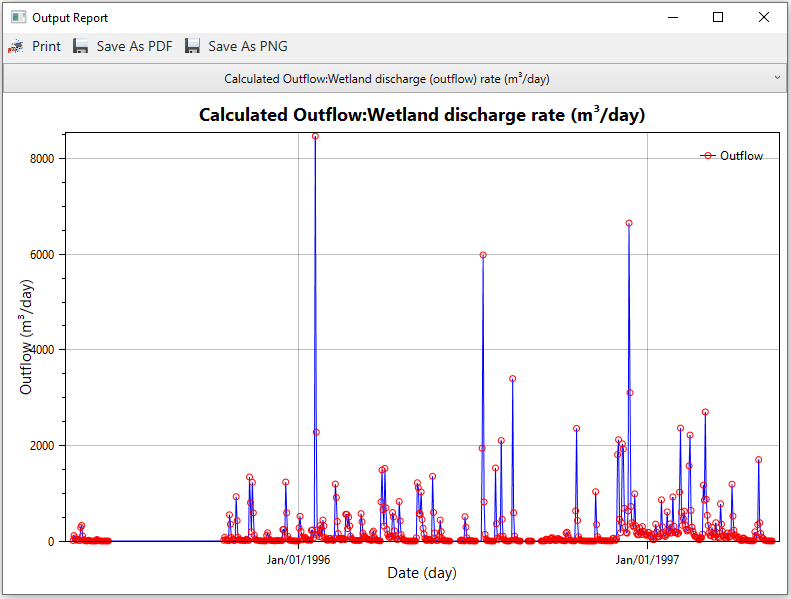 Output Report
Print Save As PDF Save As PNG
Calculated Outflow:Wetland discharge (outflow) rate (m³/day)
Calculated Outflow:Wetland discharge rate (m³/day)
Outflow
8000
6000
4000
2000
0
Outflow (m³/day)
Jan/01/1996 Jan/01/1997
Date (day)